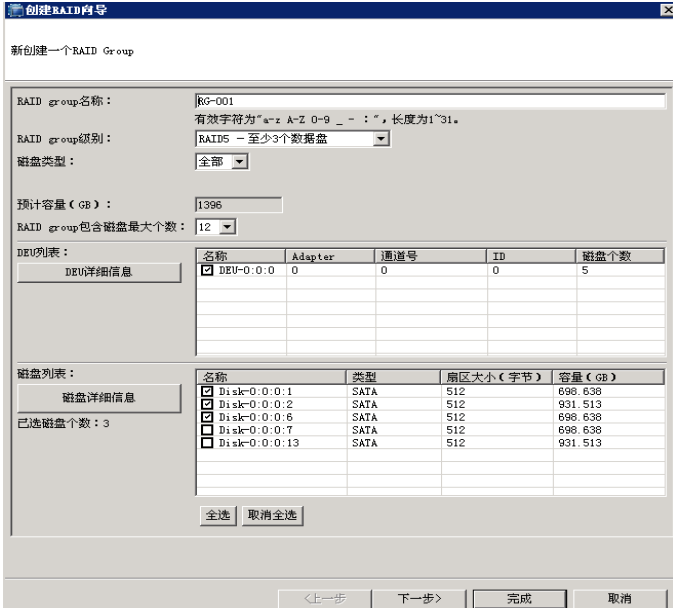 创建RAID向导
新创建一个RAID Group
RAID group名称： RG-001
有效字符为"a-z A-Z 0-9 _ - :"，长度为1~31。
RAID group级别： RAID5 - 至少3个数据盘
磁盘类型： 全部
预计容量（GB）： 1396
RAID group包含磁盘最大个数： 12
DEU列表：
DEU详细信息
名称 Adapter 通道号 ID 磁盘个数
DEU-0:0:0 0 0 0 5
磁盘列表：
磁盘详细信息
已选磁盘个数：3
名称 类型 扇区大小（字节） 容量（GB）
Disk-0:0:0:1 SATA 512 698.638
Disk-0:0:0:2 SATA 512 931.513
Disk-0:0:0:6 SATA 512 698.638
Disk-0:0:0:7 SATA 512 698.638
Disk-0:0:0:13 SATA 512 931.513
全选 取消全选
<上一步 下一步> 完成 取消